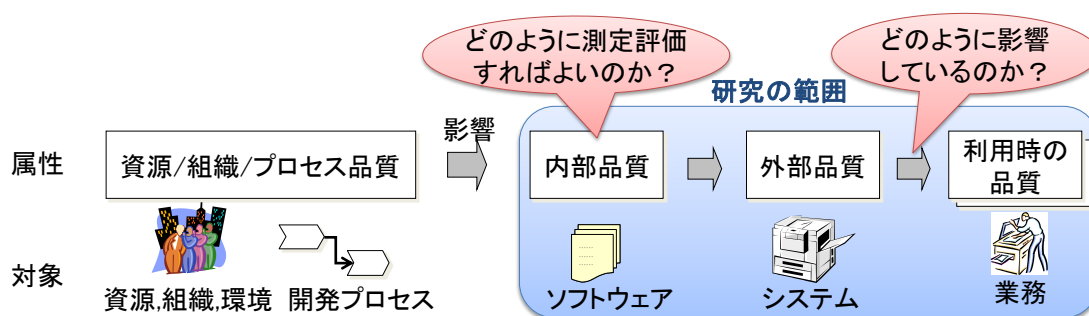 どのように測定評価
すればよいのか？
どのように影響
しているのか？
研究の範囲
影響
属性
資源/組織/プロセス品質
内部品質
外部品質
利用時の
品質
対象
資源,組織,環境
開発プロセス
ソフトウェア
システム
業務